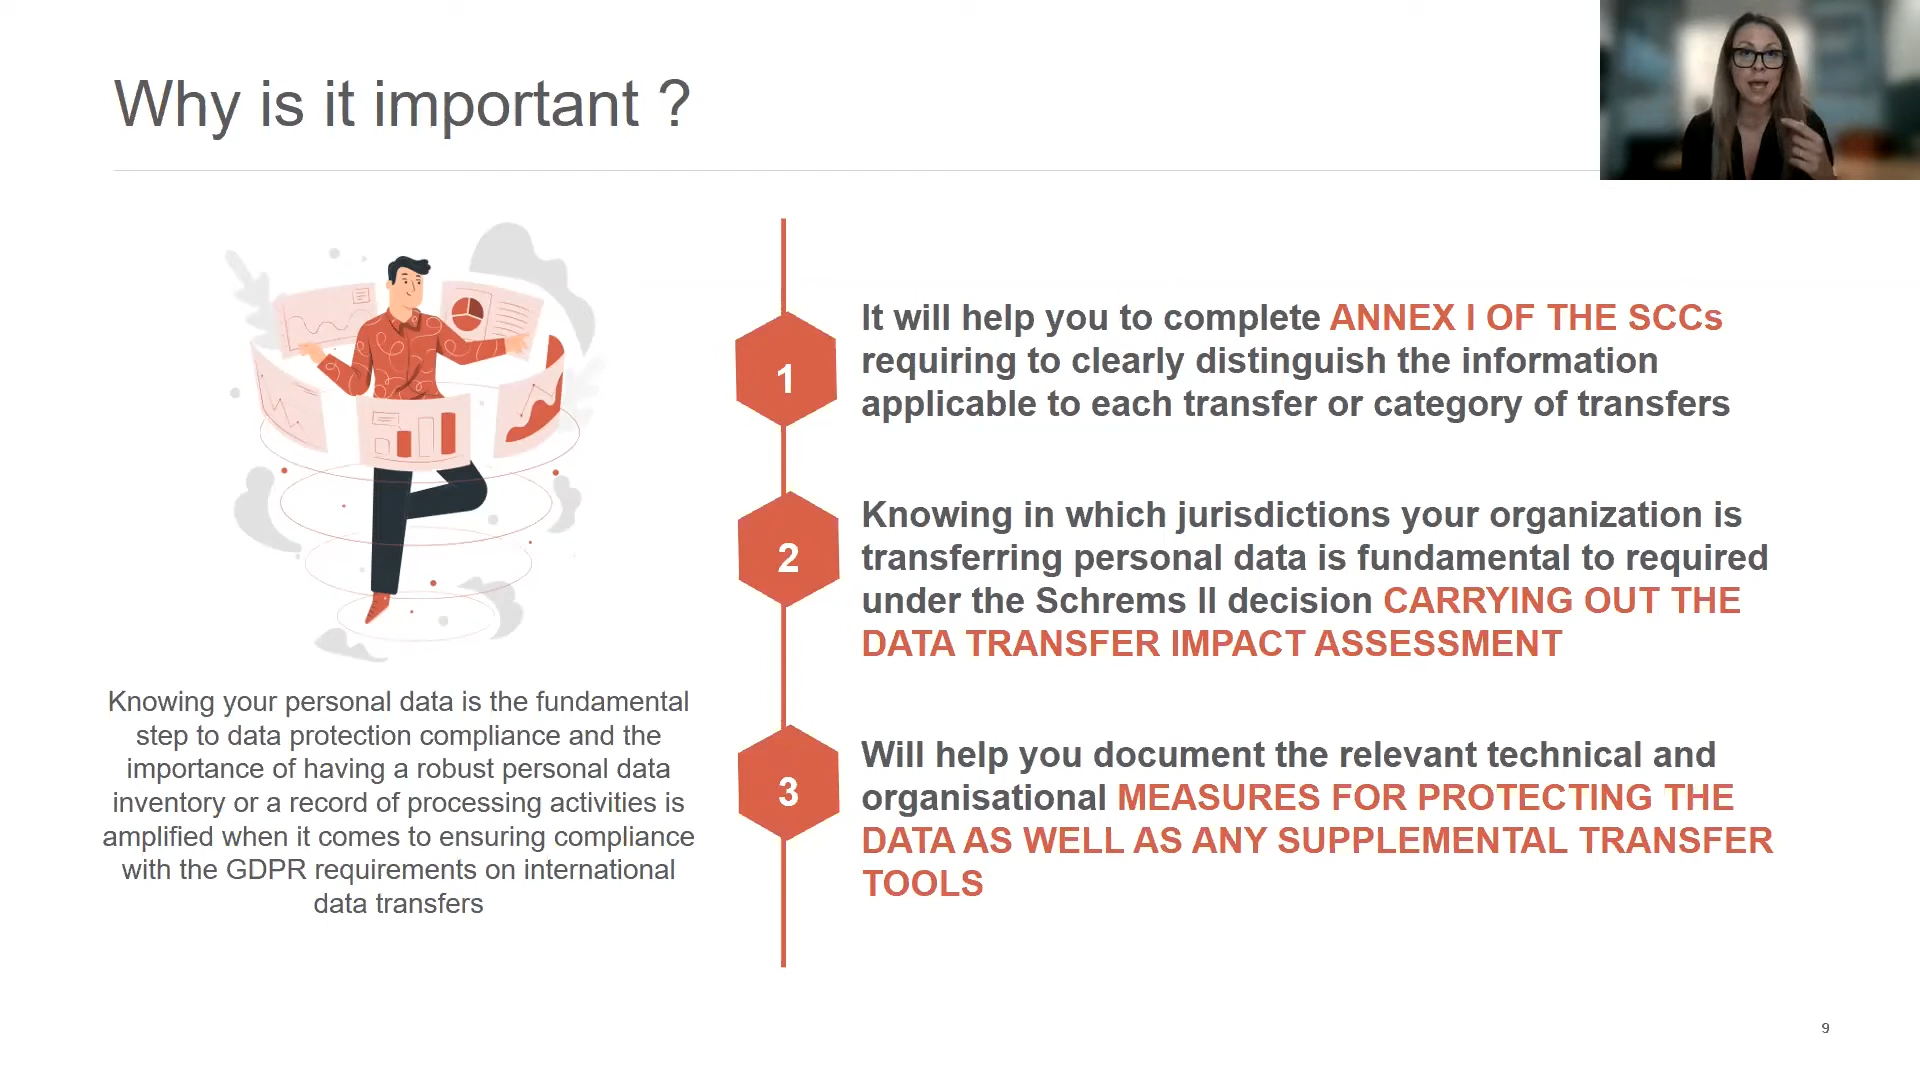 Why is it important ?
Knowing your personal data is the fundamental
step to data protection compliance and the
importance of having a robust personal data
inventory or a record of processing activities is
amplified when it comes to ensuring compliance
with the GDPR requirements on international
data transfers
1
It will help you to complete ANNEX I OF THE SCCs
requiring to clearly distinguish the information
applicable to each transfer or category of transfers
2
Knowing in which jurisdictions your organization is
transferring personal data is fundamental to required
under the Schrems II decision CARRYING OUT THE
DATA TRANSFER IMPACT ASSESSMENT
3
Will help you document the relevant technical and
organisational MEASURES FOR PROTECTING THE
DATA AS WELL AS ANY SUPPLEMENTAL TRANSFER
TOOLS
9